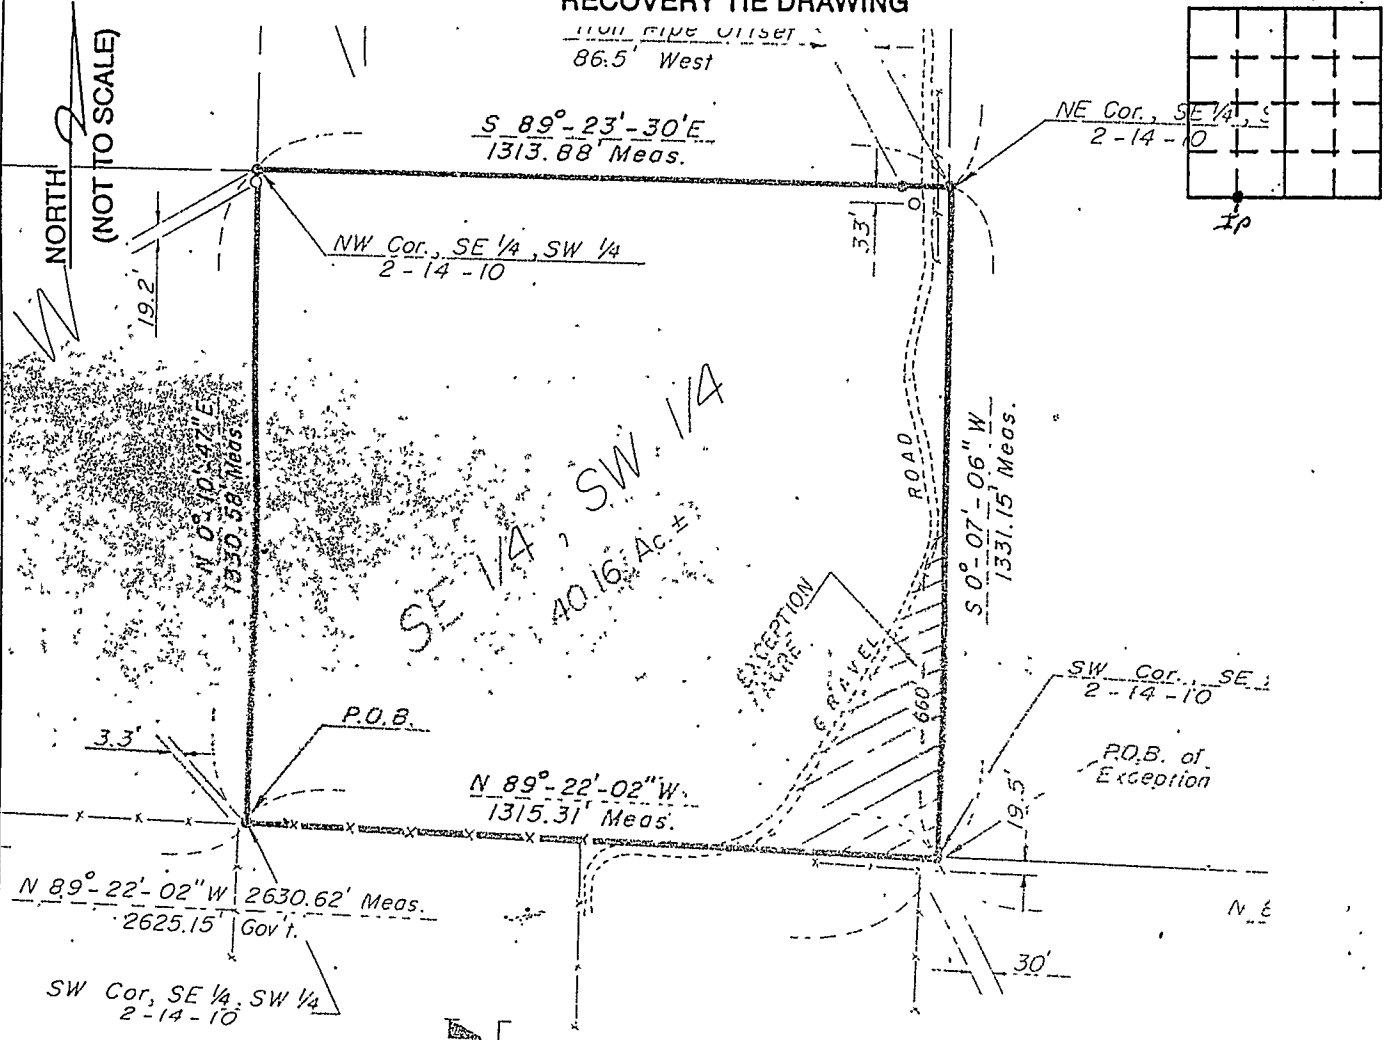 RECOVERY TIE DRAWING
Iron Pipe Offset
86.5' West
NORTH
(NOT TO SCALE)
S 89°-23'-30"E
1313.88' Meas.
NE Cor., SE 1/4, S
2-14-10
IP
NW Cor., SE 1/4, SW 1/4
2-14-10
19.2'
33'
W
N 0°-10'-47"E
1330.58' Meas.
SE 1/4, SW 1/4
40.16 Ac.±
ROAD
S 0°-07'-06"W
1331.15' Meas.
EXCEPTION
ACRE
GRAVEL
660
SW Cor., SE
2-14-10
P.O.B. of
Exception
P.O.B.
3.3'
N 89°-22'-02"W
1315.31' Meas.
19.5'
N 89°-22'-02"W 2630.62' Meas.
2625.15' Gov't.
30'
SW Cor, SE 1/4, SW 1/4
2-14-10